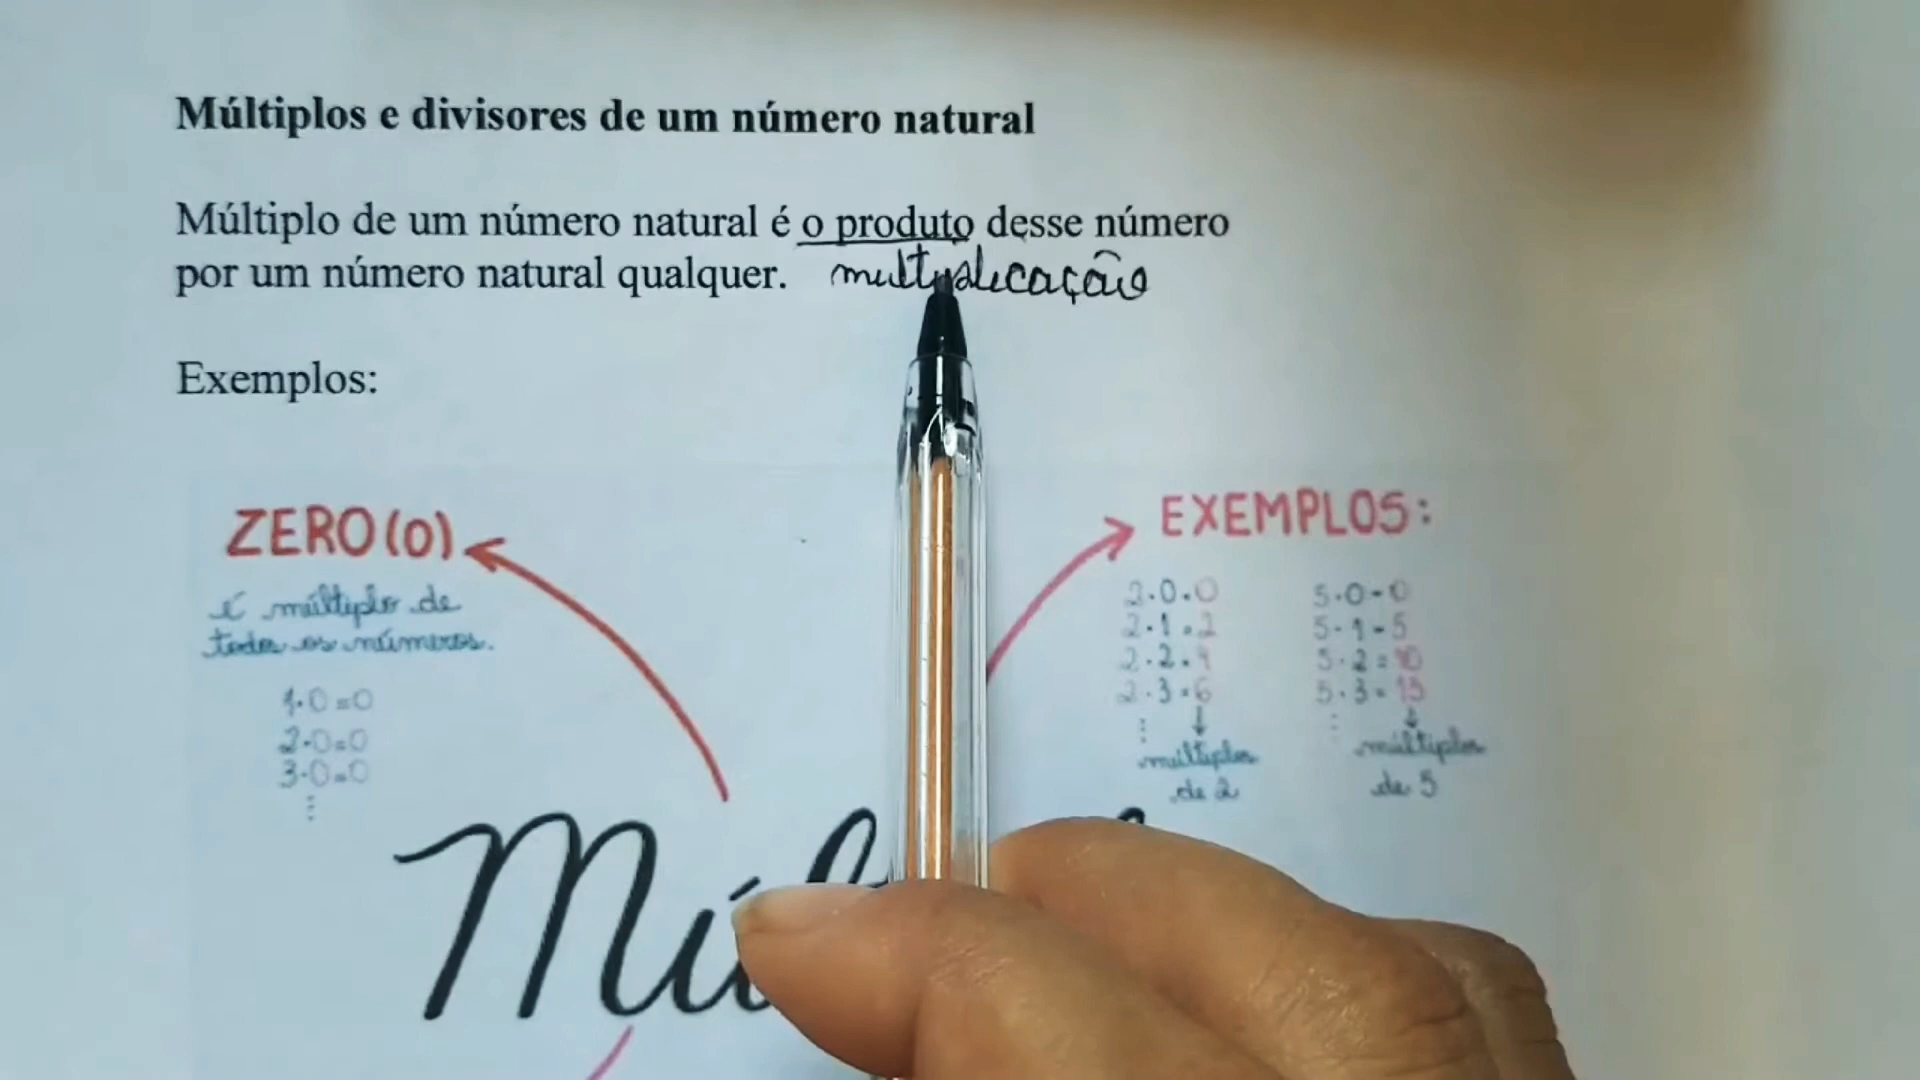 Múltiplos e divisores de um número natural
Múltiplo de um número natural é o produto desse número
por um número natural qualquer. multiplicação
Exemplos:
ZERO(0)
é múltiplo de
todos os números.
1·0=0
2·0=0
3·0=0
EXEMPLOS:
2·0=0
2·1=2
2·2=4
2·3=6
múltiplos
de 2
5·0=0
5·1=5
5·2=10
5·3=15
múltiplos
de 5